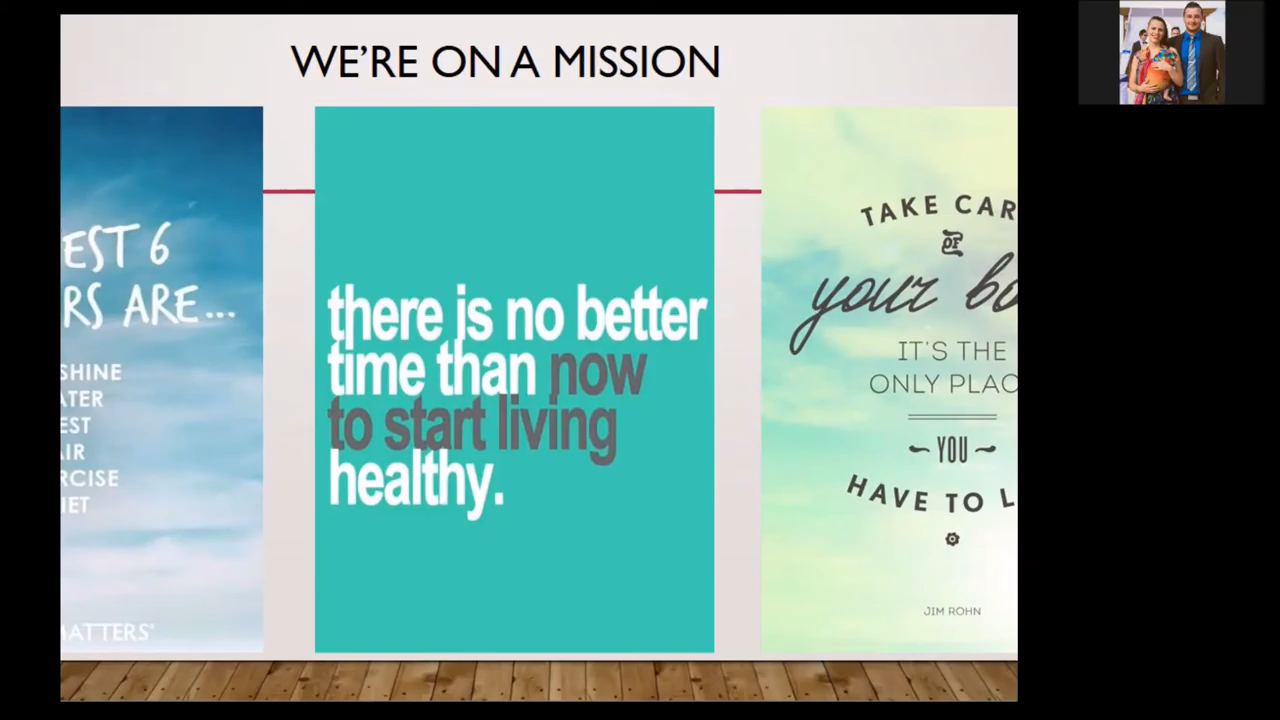 WE'RE ON A MISSION
EST 6
RS ARE...
SHINE
ATER
EST
AIR
RCISE
IET
MATTERS®
there is no better
time than now
to start living
healthy.
TAKE CAR
OF
your bo
IT'S THE
ONLY PLAC
~ YOU ~
HAVE TO L
JIM ROHN